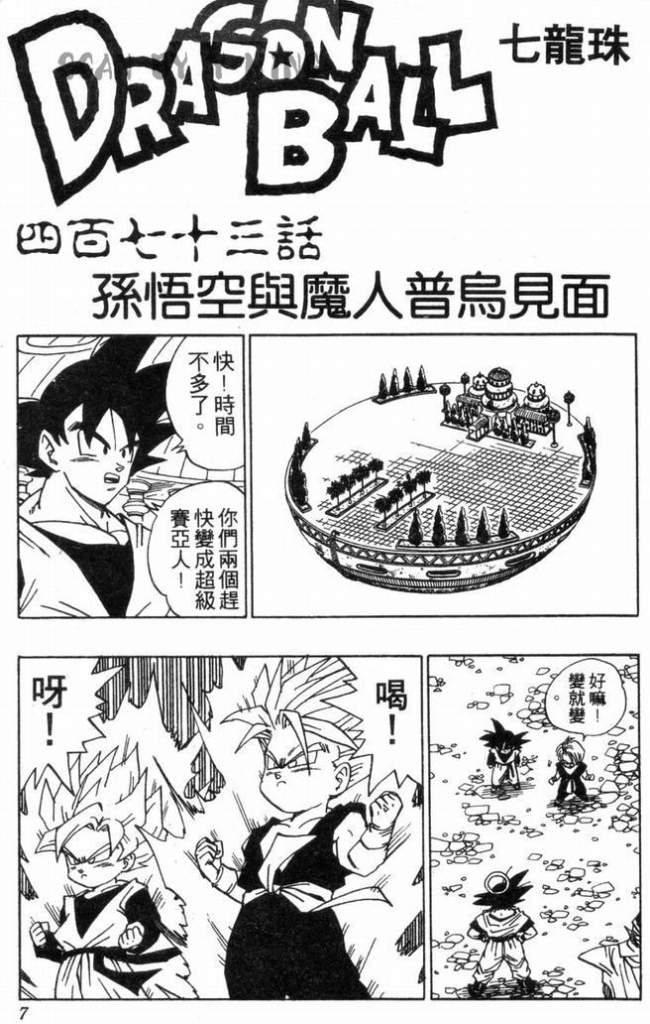 DRAGON BALL
七龍珠
四百七十三話
孫悟空與魔人普烏見面
快！時間
不多了。
你們兩個趕
快變成超級
賽亞人！
好嘛！
變就變
喝！
呀！
7